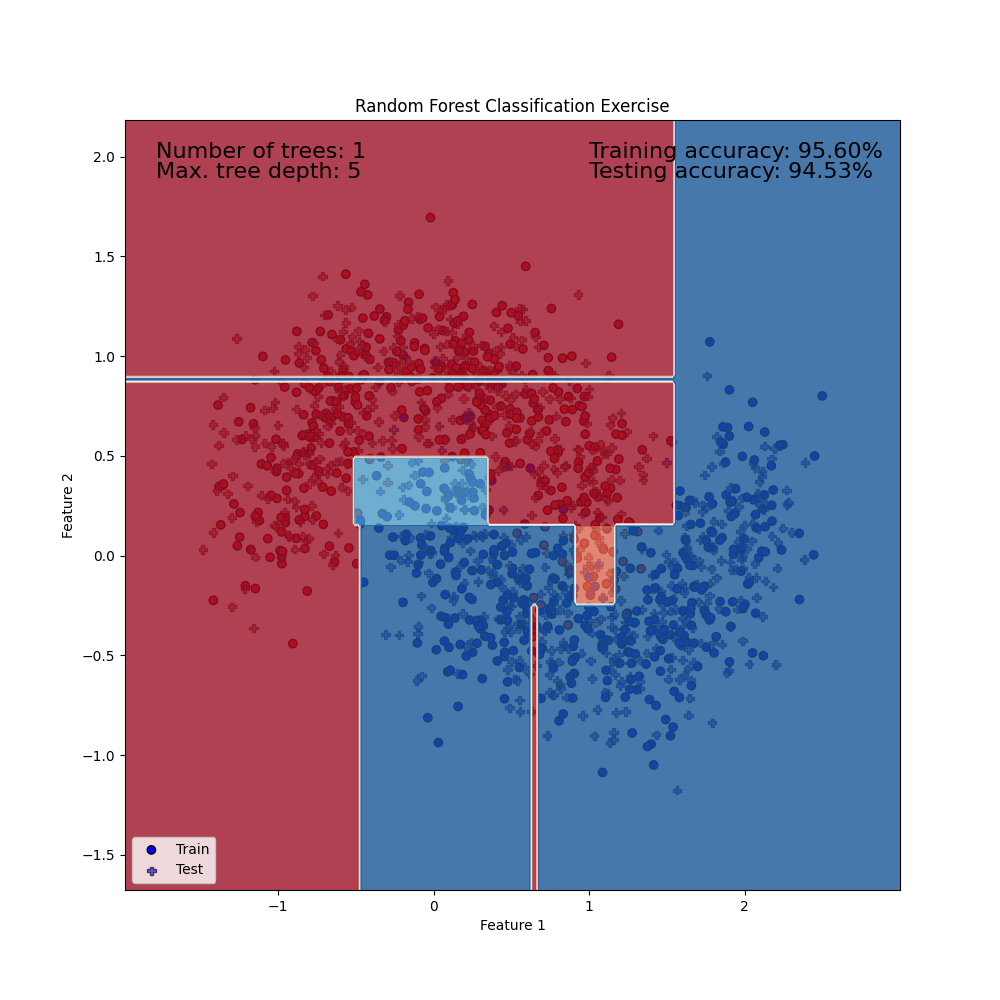 Random Forest Classification Exercise
Number of trees: 1
Max. tree depth: 5
Training accuracy: 95.60%
Testing accuracy: 94.53%
2.0
1.5
1.0
0.5
0.0
−0.5
−1.0
−1.5
Feature 2
Train
Test
−1
0
1
2
Feature 1